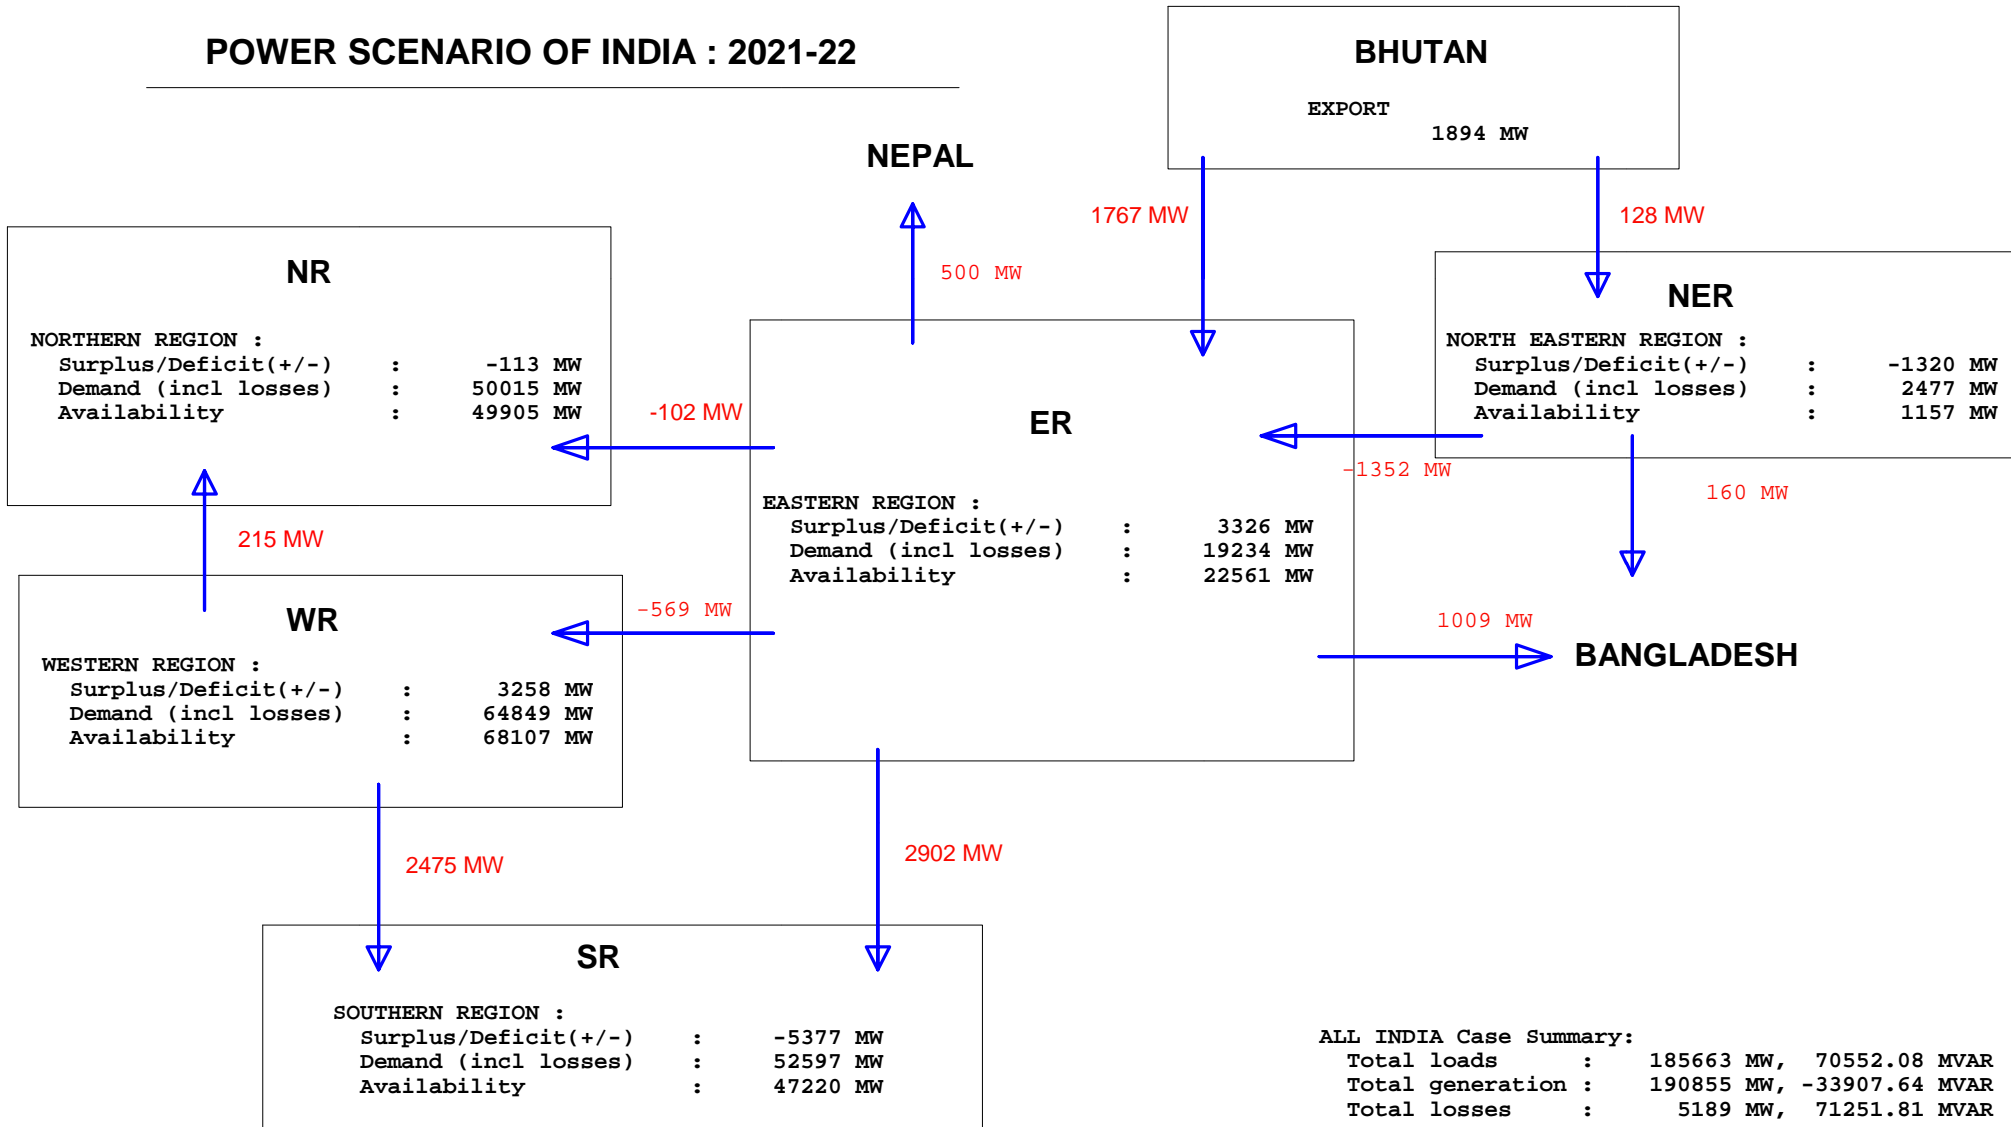 POWER SCENARIO OF INDIA : 2021-22
BHUTAN
EXPORT
1894 MW
NEPAL
1767 MW
128 MW
500 MW
NR
NORTHERN REGION :
Surplus/Deficit(+/-) : -113 MW
Demand (incl losses) : 50015 MW
Availability : 49905 MW
-102 MW
NER
NORTH EASTERN REGION :
Surplus/Deficit(+/-) : -1320 MW
Demand (incl losses) : 2477 MW
Availability : 1157 MW
ER
-1352 MW
160 MW
EASTERN REGION :
Surplus/Deficit(+/-) : 3326 MW
Demand (incl losses) : 19234 MW
Availability : 22561 MW
215 MW
-569 MW
1009 MW
BANGLADESH
WR
WESTERN REGION :
Surplus/Deficit(+/-) : 3258 MW
Demand (incl losses) : 64849 MW
Availability : 68107 MW
2475 MW
2902 MW
SR
SOUTHERN REGION :
Surplus/Deficit(+/-) : -5377 MW
Demand (incl losses) : 52597 MW
Availability : 47220 MW
ALL INDIA Case Summary:
Total loads : 185663 MW, 70552.08 MVAR
Total generation : 190855 MW, -33907.64 MVAR
Total losses : 5189 MW, 71251.81 MVAR